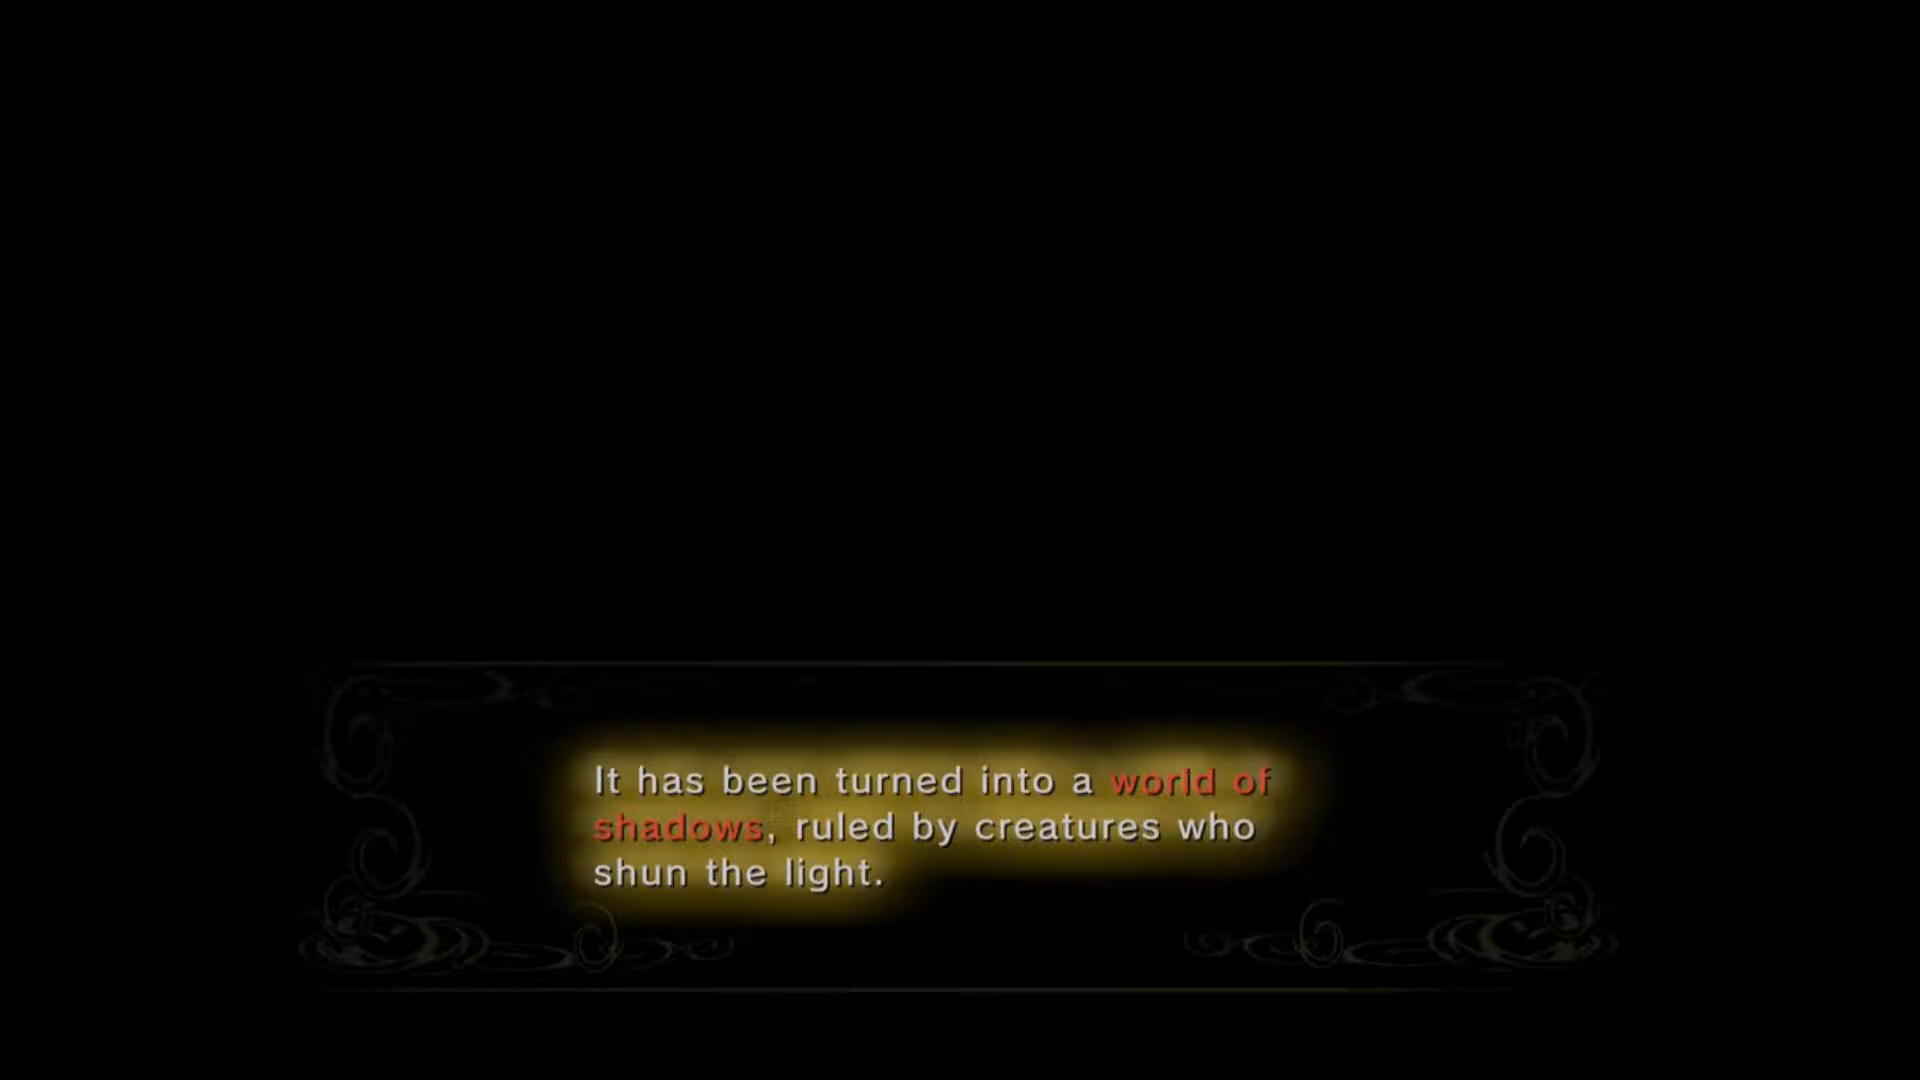 It has been turned into a world of
shadows, ruled by creatures who
shun the light.